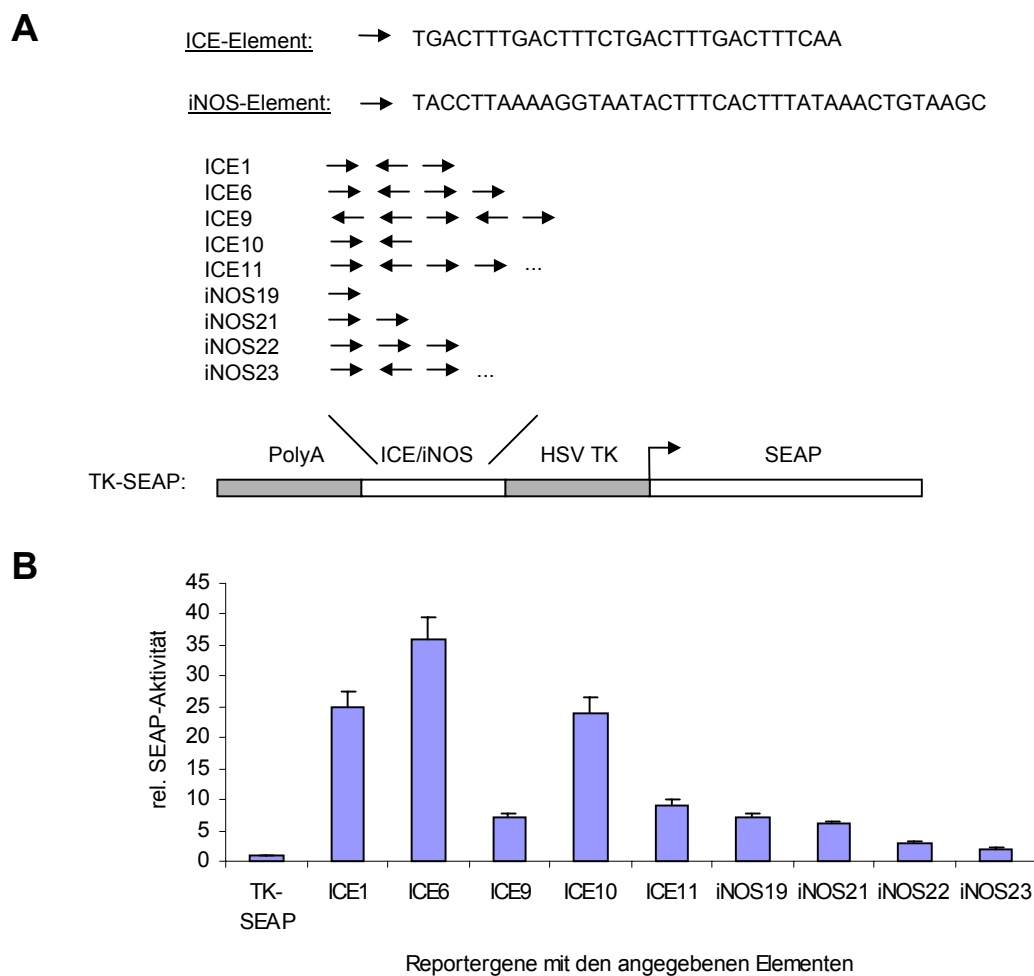 A
ICE-Element: TGACTTTGACTTTCTGACTTTGACTTTCAA
iNOS-Element: TACCTTAAAAGGTAATACTTTCACTTTATAAACTGTAAGC
ICE1
ICE6
ICE9
ICE10
ICE11 ...
iNOS19
iNOS21
iNOS22
iNOS23 ...
PolyA ICE/iNOS HSV TK SEAP
TK-SEAP:
B
rel. SEAP-Aktivität
45
40
35
30
25
20
15
10
5
0
TK-SEAP ICE1 ICE6 ICE9 ICE10 ICE11 iNOS19 iNOS21 iNOS22 iNOS23
Reportergene mit den angegebenen Elementen